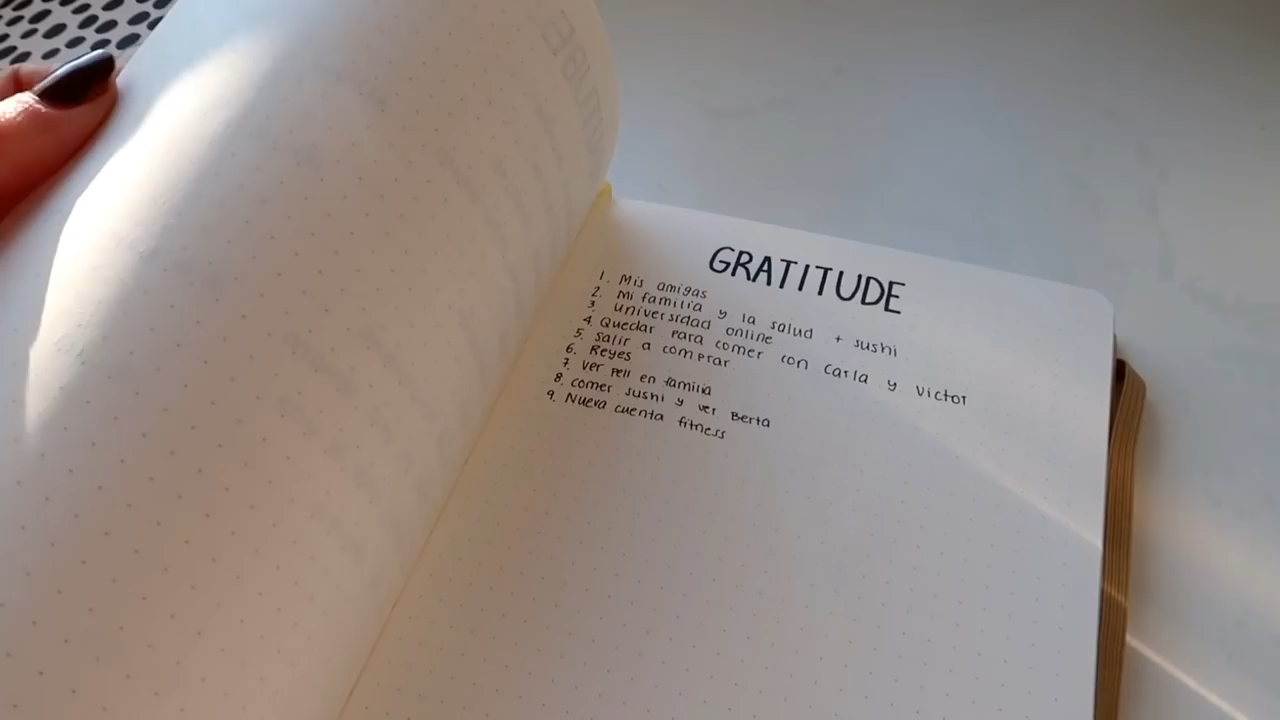 GRATITUDE
1. Mis amigas
2. Mi familia y la salud + sushi
3. Universidad online
4. Quedar para comer con carla y victor
5. Salir a comprar
6. Reyes
7. ver peli en familia
8. comer sushi y ver Berta
9. Nueva cuenta fitness